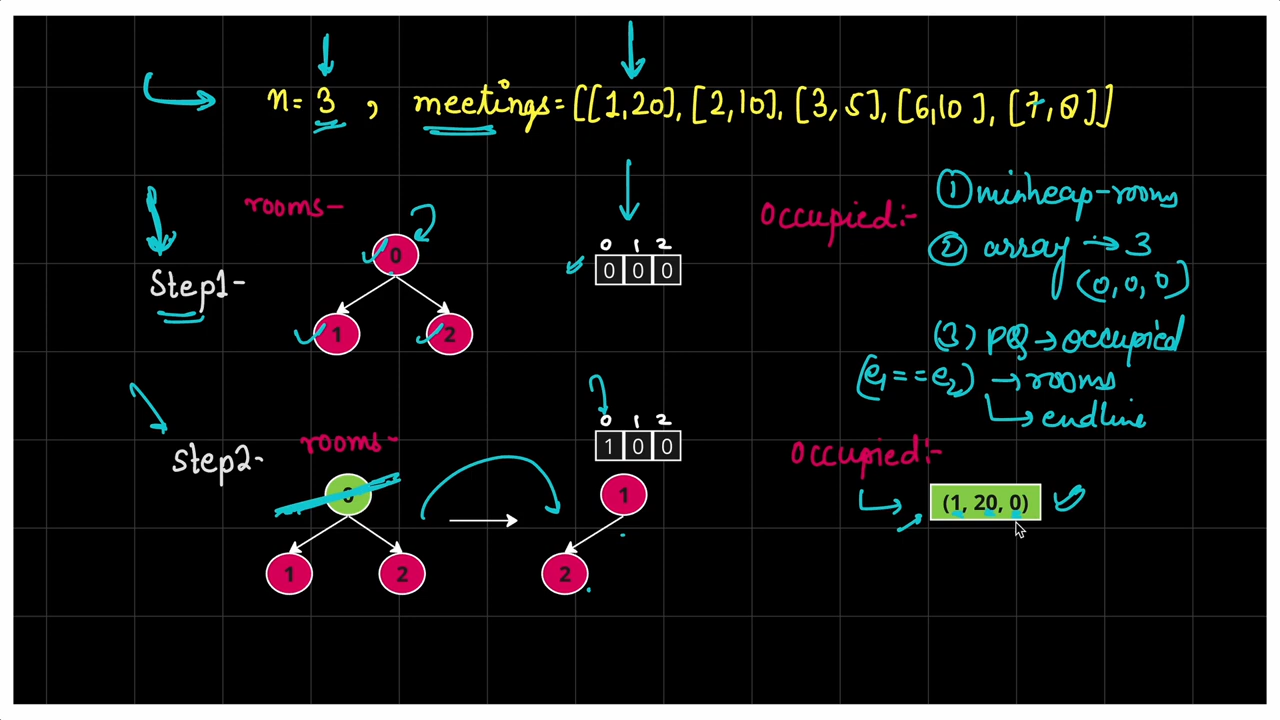 n= 3 , meetings= [[1,20], [2,10], [3,5], [6,10], [7,8]]
rooms-
Occupied:-
① minheap-rooms
② array → 3
(0, 0, 0)
(3) PQ → occupied
(e1==e2) → rooms
→ endline
Step1-
0
1 2
0 1 2
0 0 0
Step2-
rooms-
0
1 2
0 1 2
1 0 0
1
2
Occupied:-
(1, 20, 0)